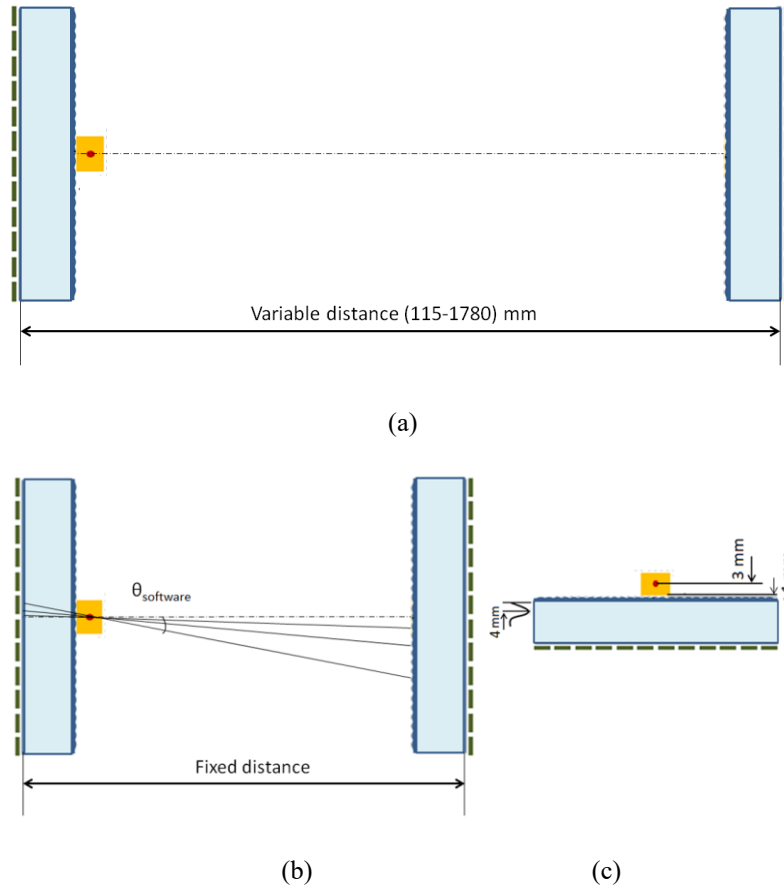 Variable distance (115-1780) mm
(a)
θsoftware
Fixed distance
3 mm
4 mm
(b)
(c)